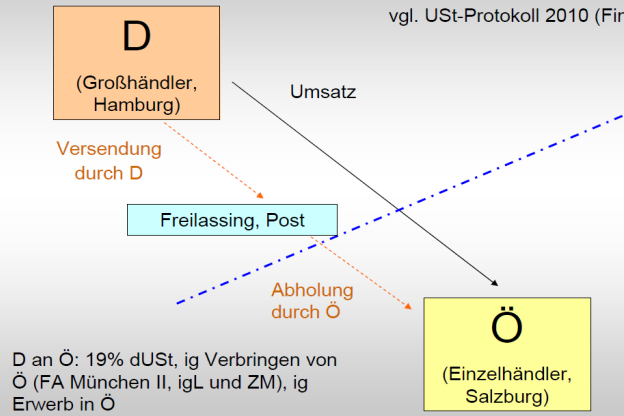 vgl. USt-Protokoll 2010 (Fin
D
(Großhändler,
Hamburg)
Umsatz
Versendung
durch D
Freilassing, Post
Abholung
durch Ö
Ö
(Einzelhändler,
Salzburg)
D an Ö: 19% dUSt, ig Verbringen von
Ö (FA München II, igL und ZM), ig
Erwerb in Ö